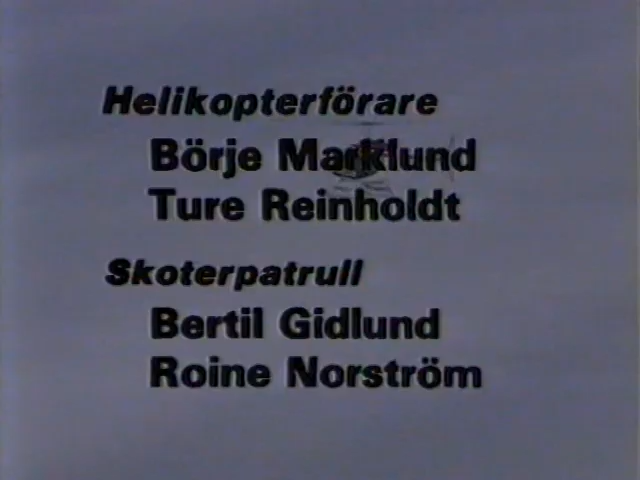 Helikopterförare
Börje Marklund
Ture Reinholdt
Skoterpatrull
Bertil Gidlund
Roine Norström